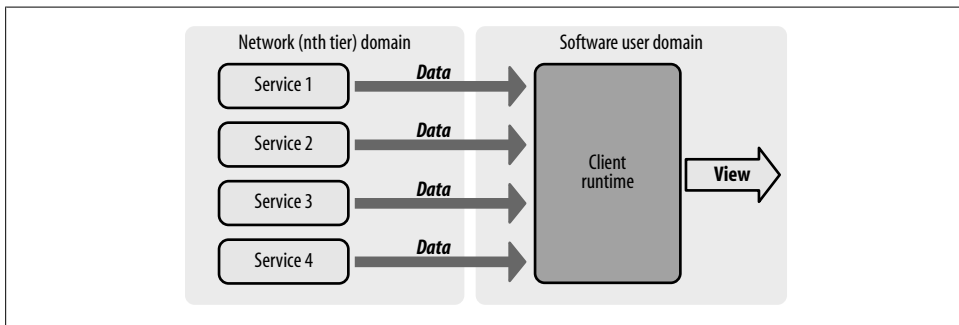 Network (nth tier) domain
Software user domain
Service 1
Data
Service 2
Data
Service 3
Data
Service 4
Data
Client
runtime
View